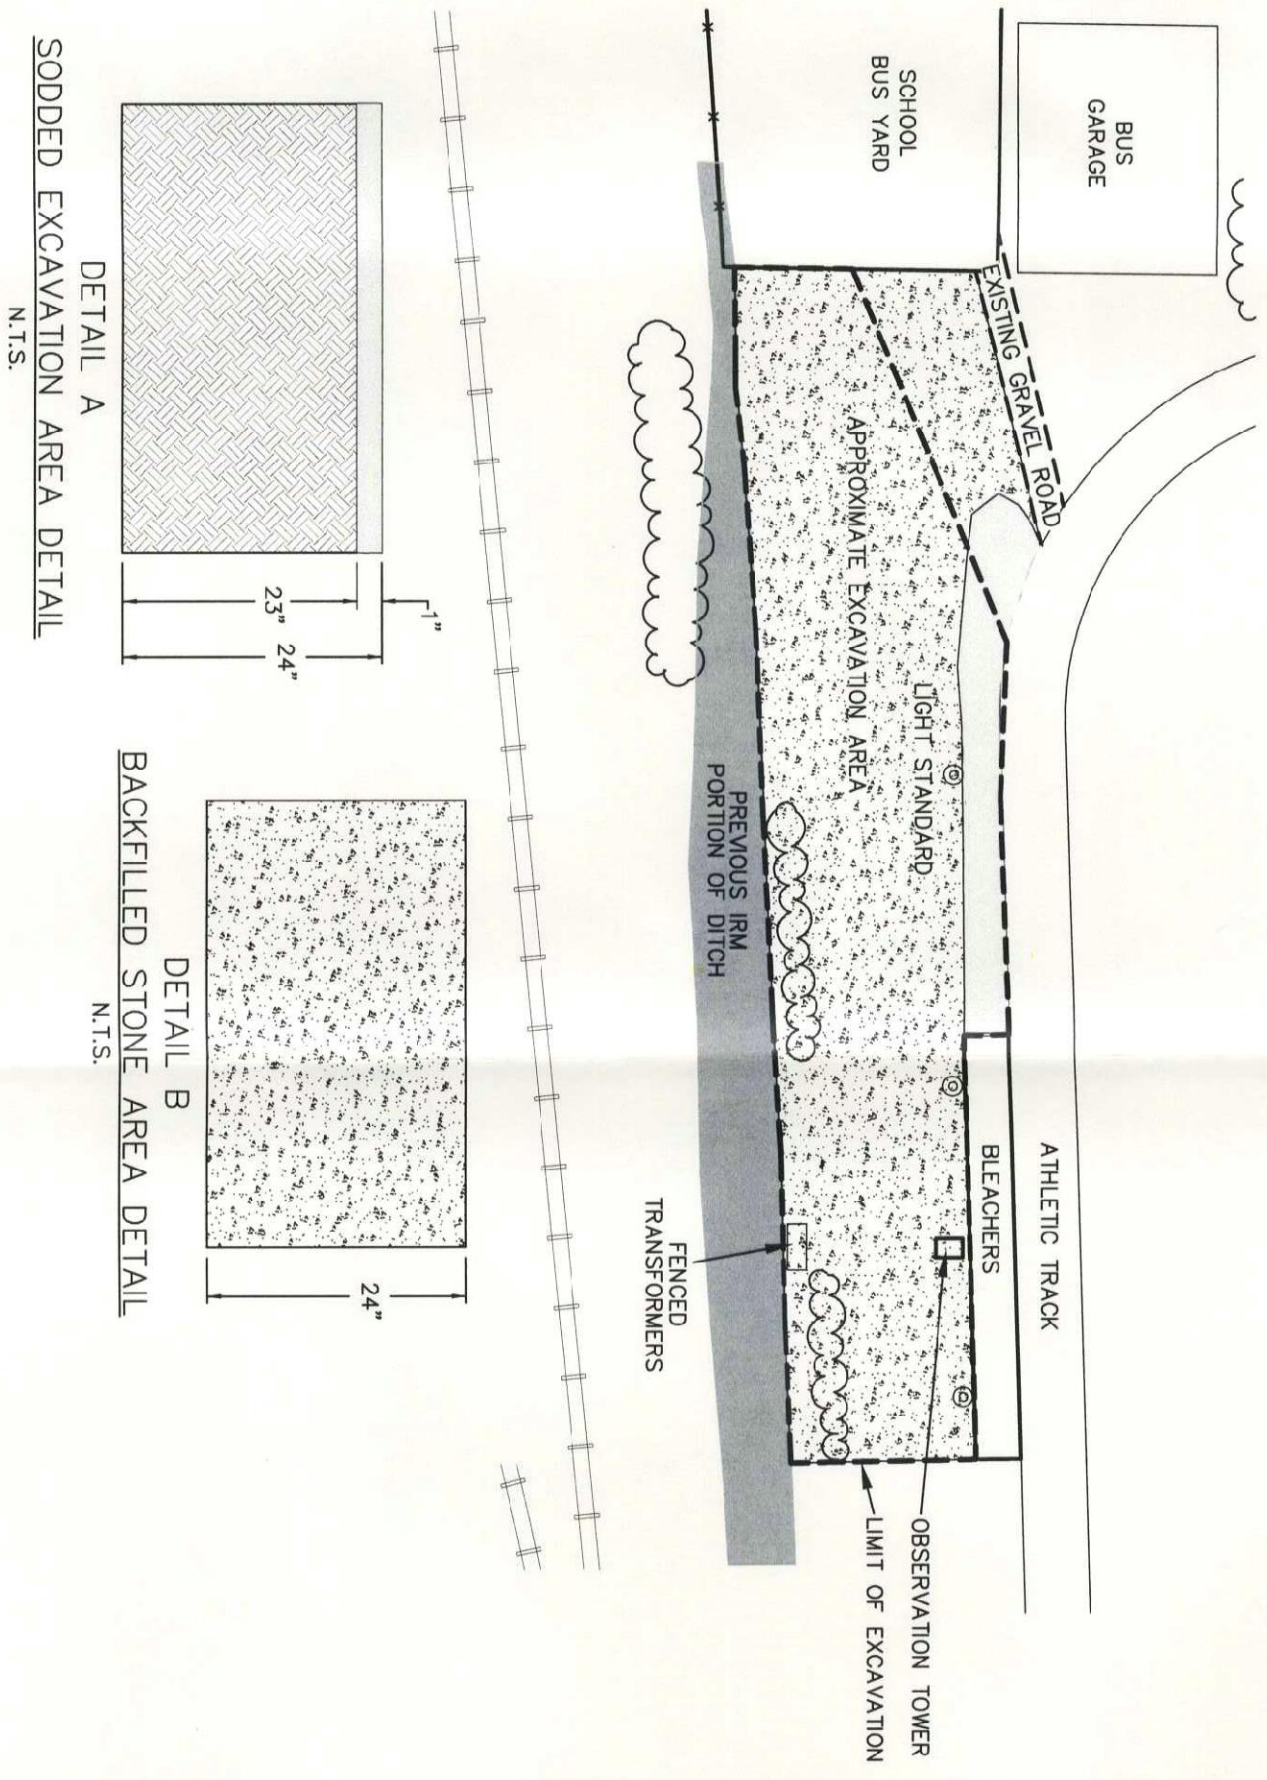 BUS
GARAGE
SCHOOL
BUS YARD
EXISTING GRAVEL ROAD
ATHLETIC TRACK
BLEACHERS
LIGHT STANDARD
APPROXIMATE EXCAVATION AREA
OBSERVATION TOWER
LIMIT OF EXCAVATION
PREVIOUS IRM
PORTION OF DITCH
FENCED
TRANSFORMERS
1"
23"
24"
DETAIL A
SODDED EXCAVATION AREA DETAIL
N.T.S.
24"
DETAIL B
BACKFILLED STONE AREA DETAIL
N.T.S.